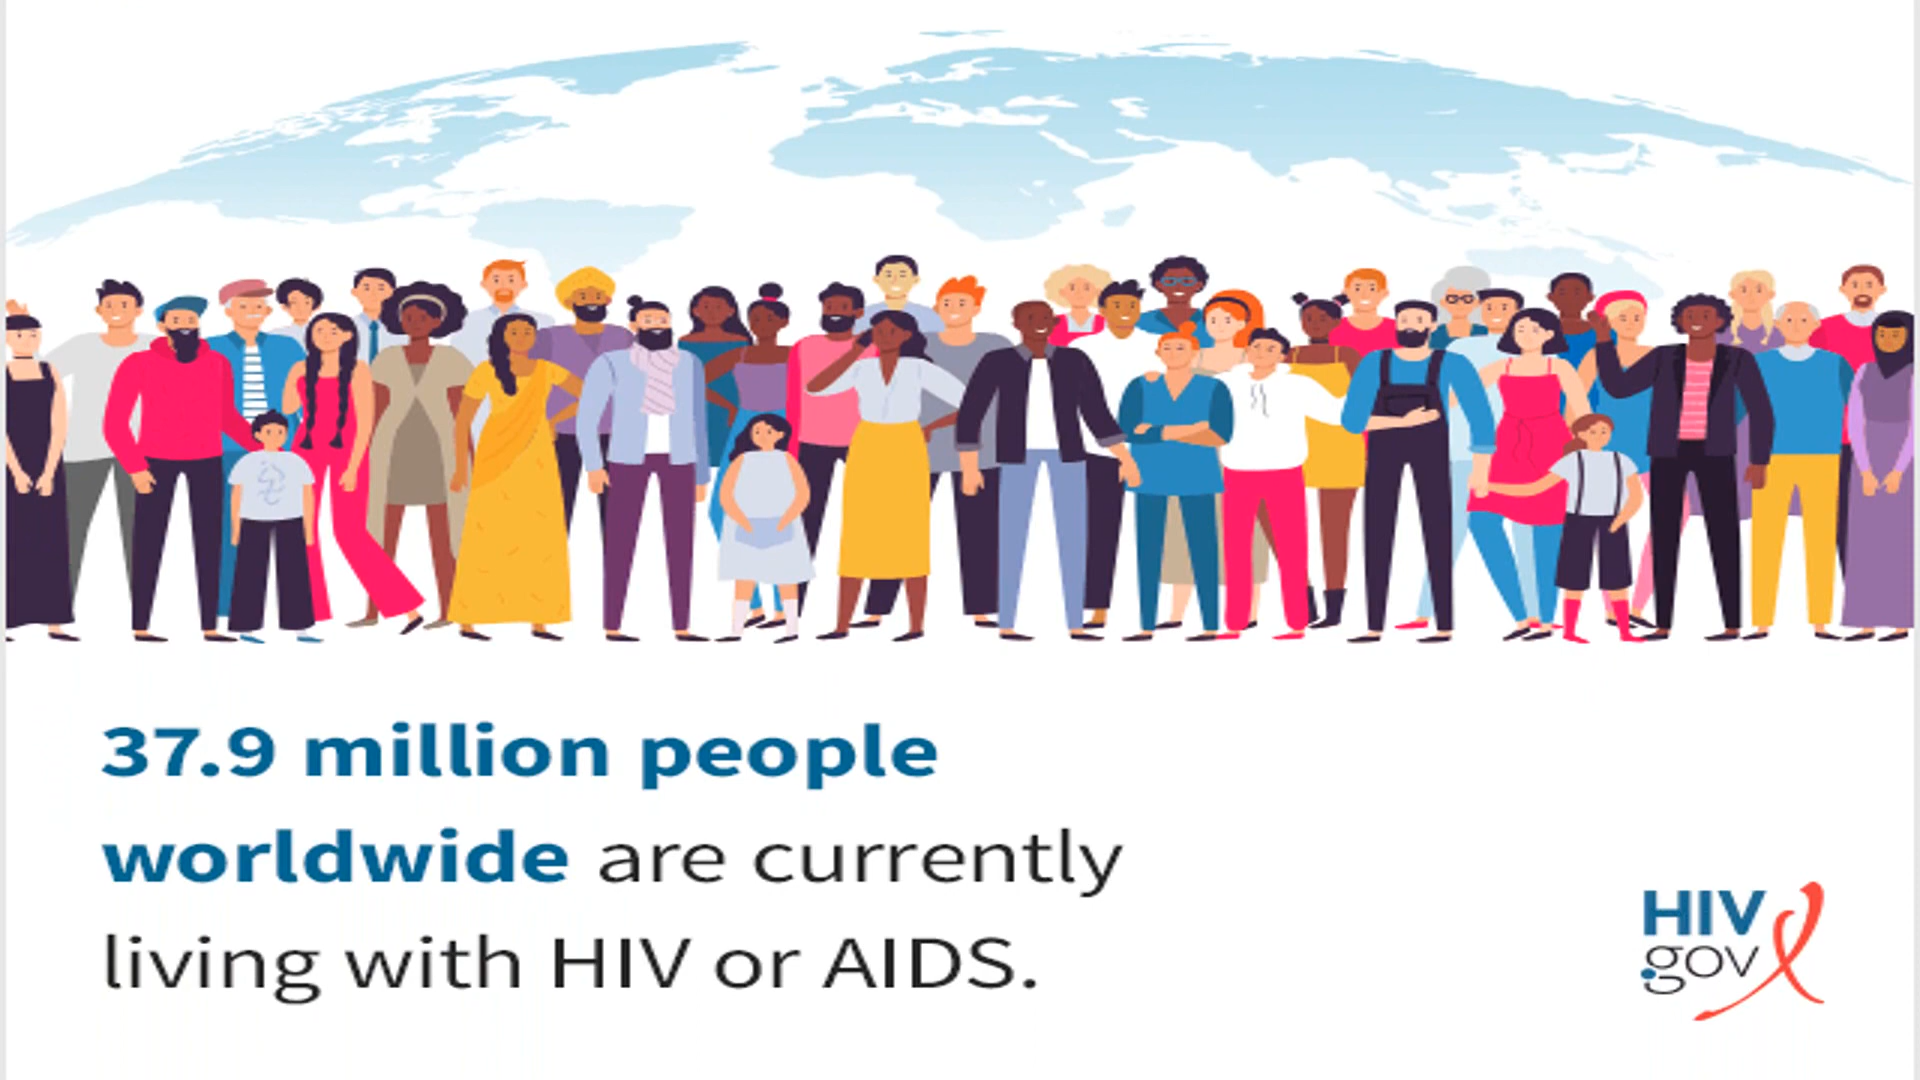 37.9 million people
worldwide are currently
living with HIV or AIDS.
HIV
.gov